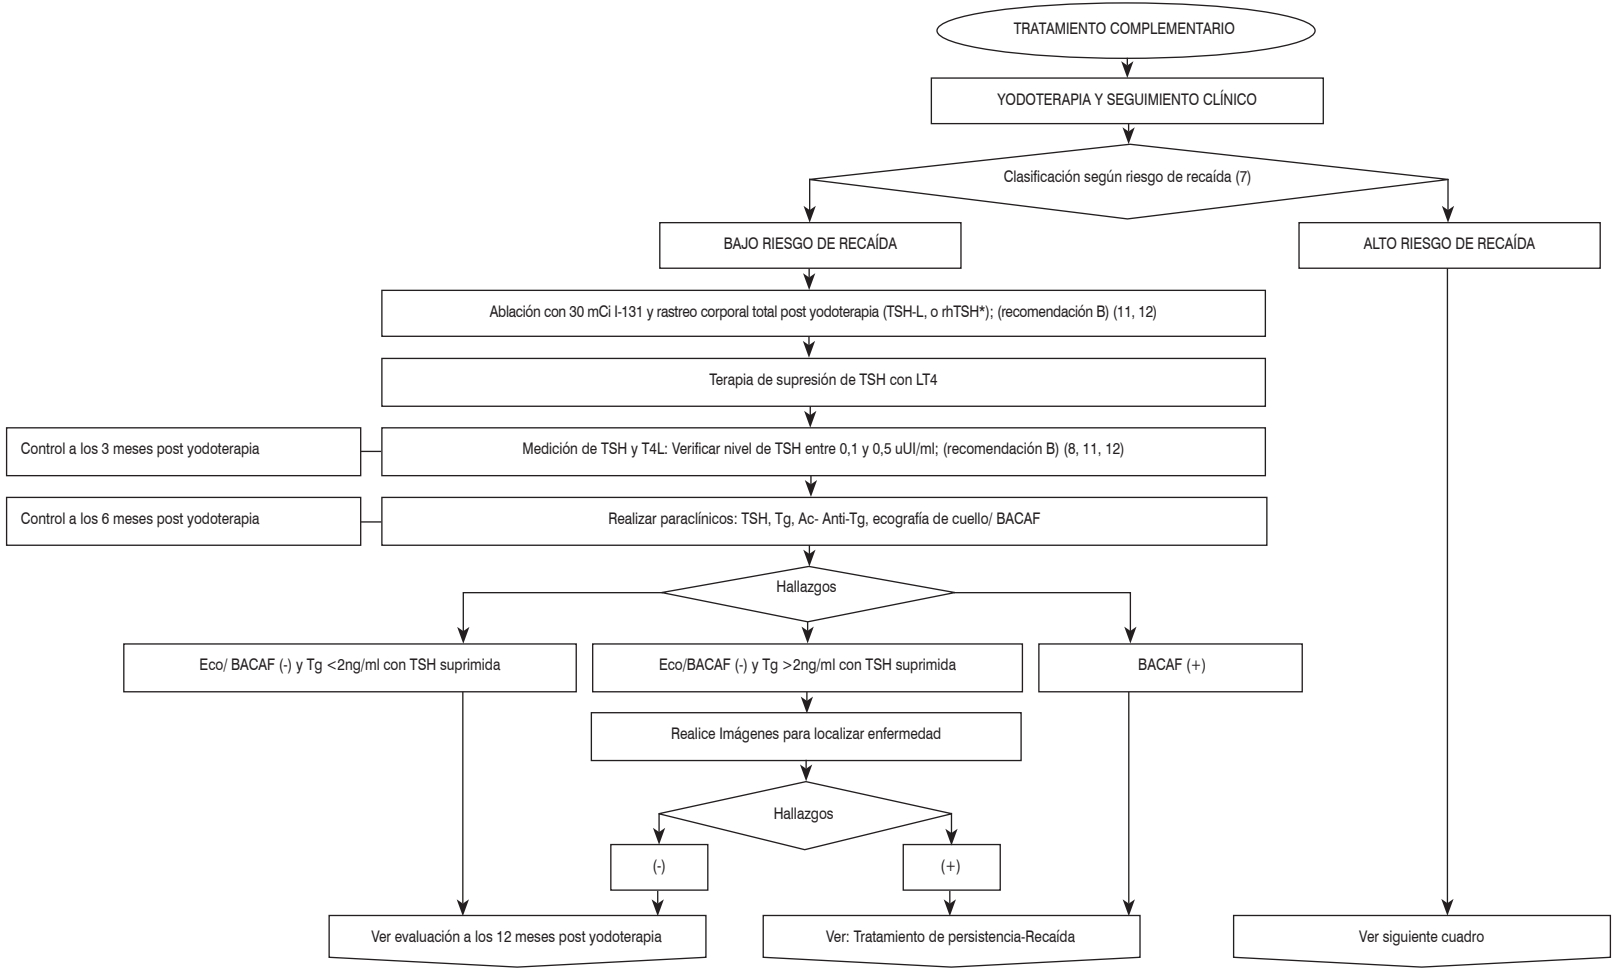 TRATAMIENTO COMPLEMENTARIO
YODOTERAPIA Y SEGUIMIENTO CLÍNICO
Clasificación según riesgo de recaída (7)
BAJO RIESGO DE RECAÍDA
ALTO RIESGO DE RECAÍDA
Ablación con 30 mCi I-131 y rastreo corporal total post yodoterapia (TSH-L, o rhTSH*); (recomendación B) (11, 12)
Terapia de supresión de TSH con LT4
Control a los 3 meses post yodoterapia
Medición de TSH y T4L: Verificar nivel de TSH entre 0,1 y 0,5 uUI/ml; (recomendación B) (8, 11, 12)
Control a los 6 meses post yodoterapia
Realizar paraclínicos: TSH, Tg, Ac- Anti-Tg, ecografía de cuello/ BACAF
Hallazgos
Eco/ BACAF (-) y Tg <2ng/ml con TSH suprimida
Eco/BACAF (-) y Tg >2ng/ml con TSH suprimida
BACAF (+)
Realice Imágenes para localizar enfermedad
Hallazgos
(-)
(+)
Ver evaluación a los 12 meses post yodoterapia
Ver: Tratamiento de persistencia-Recaída
Ver siguiente cuadro